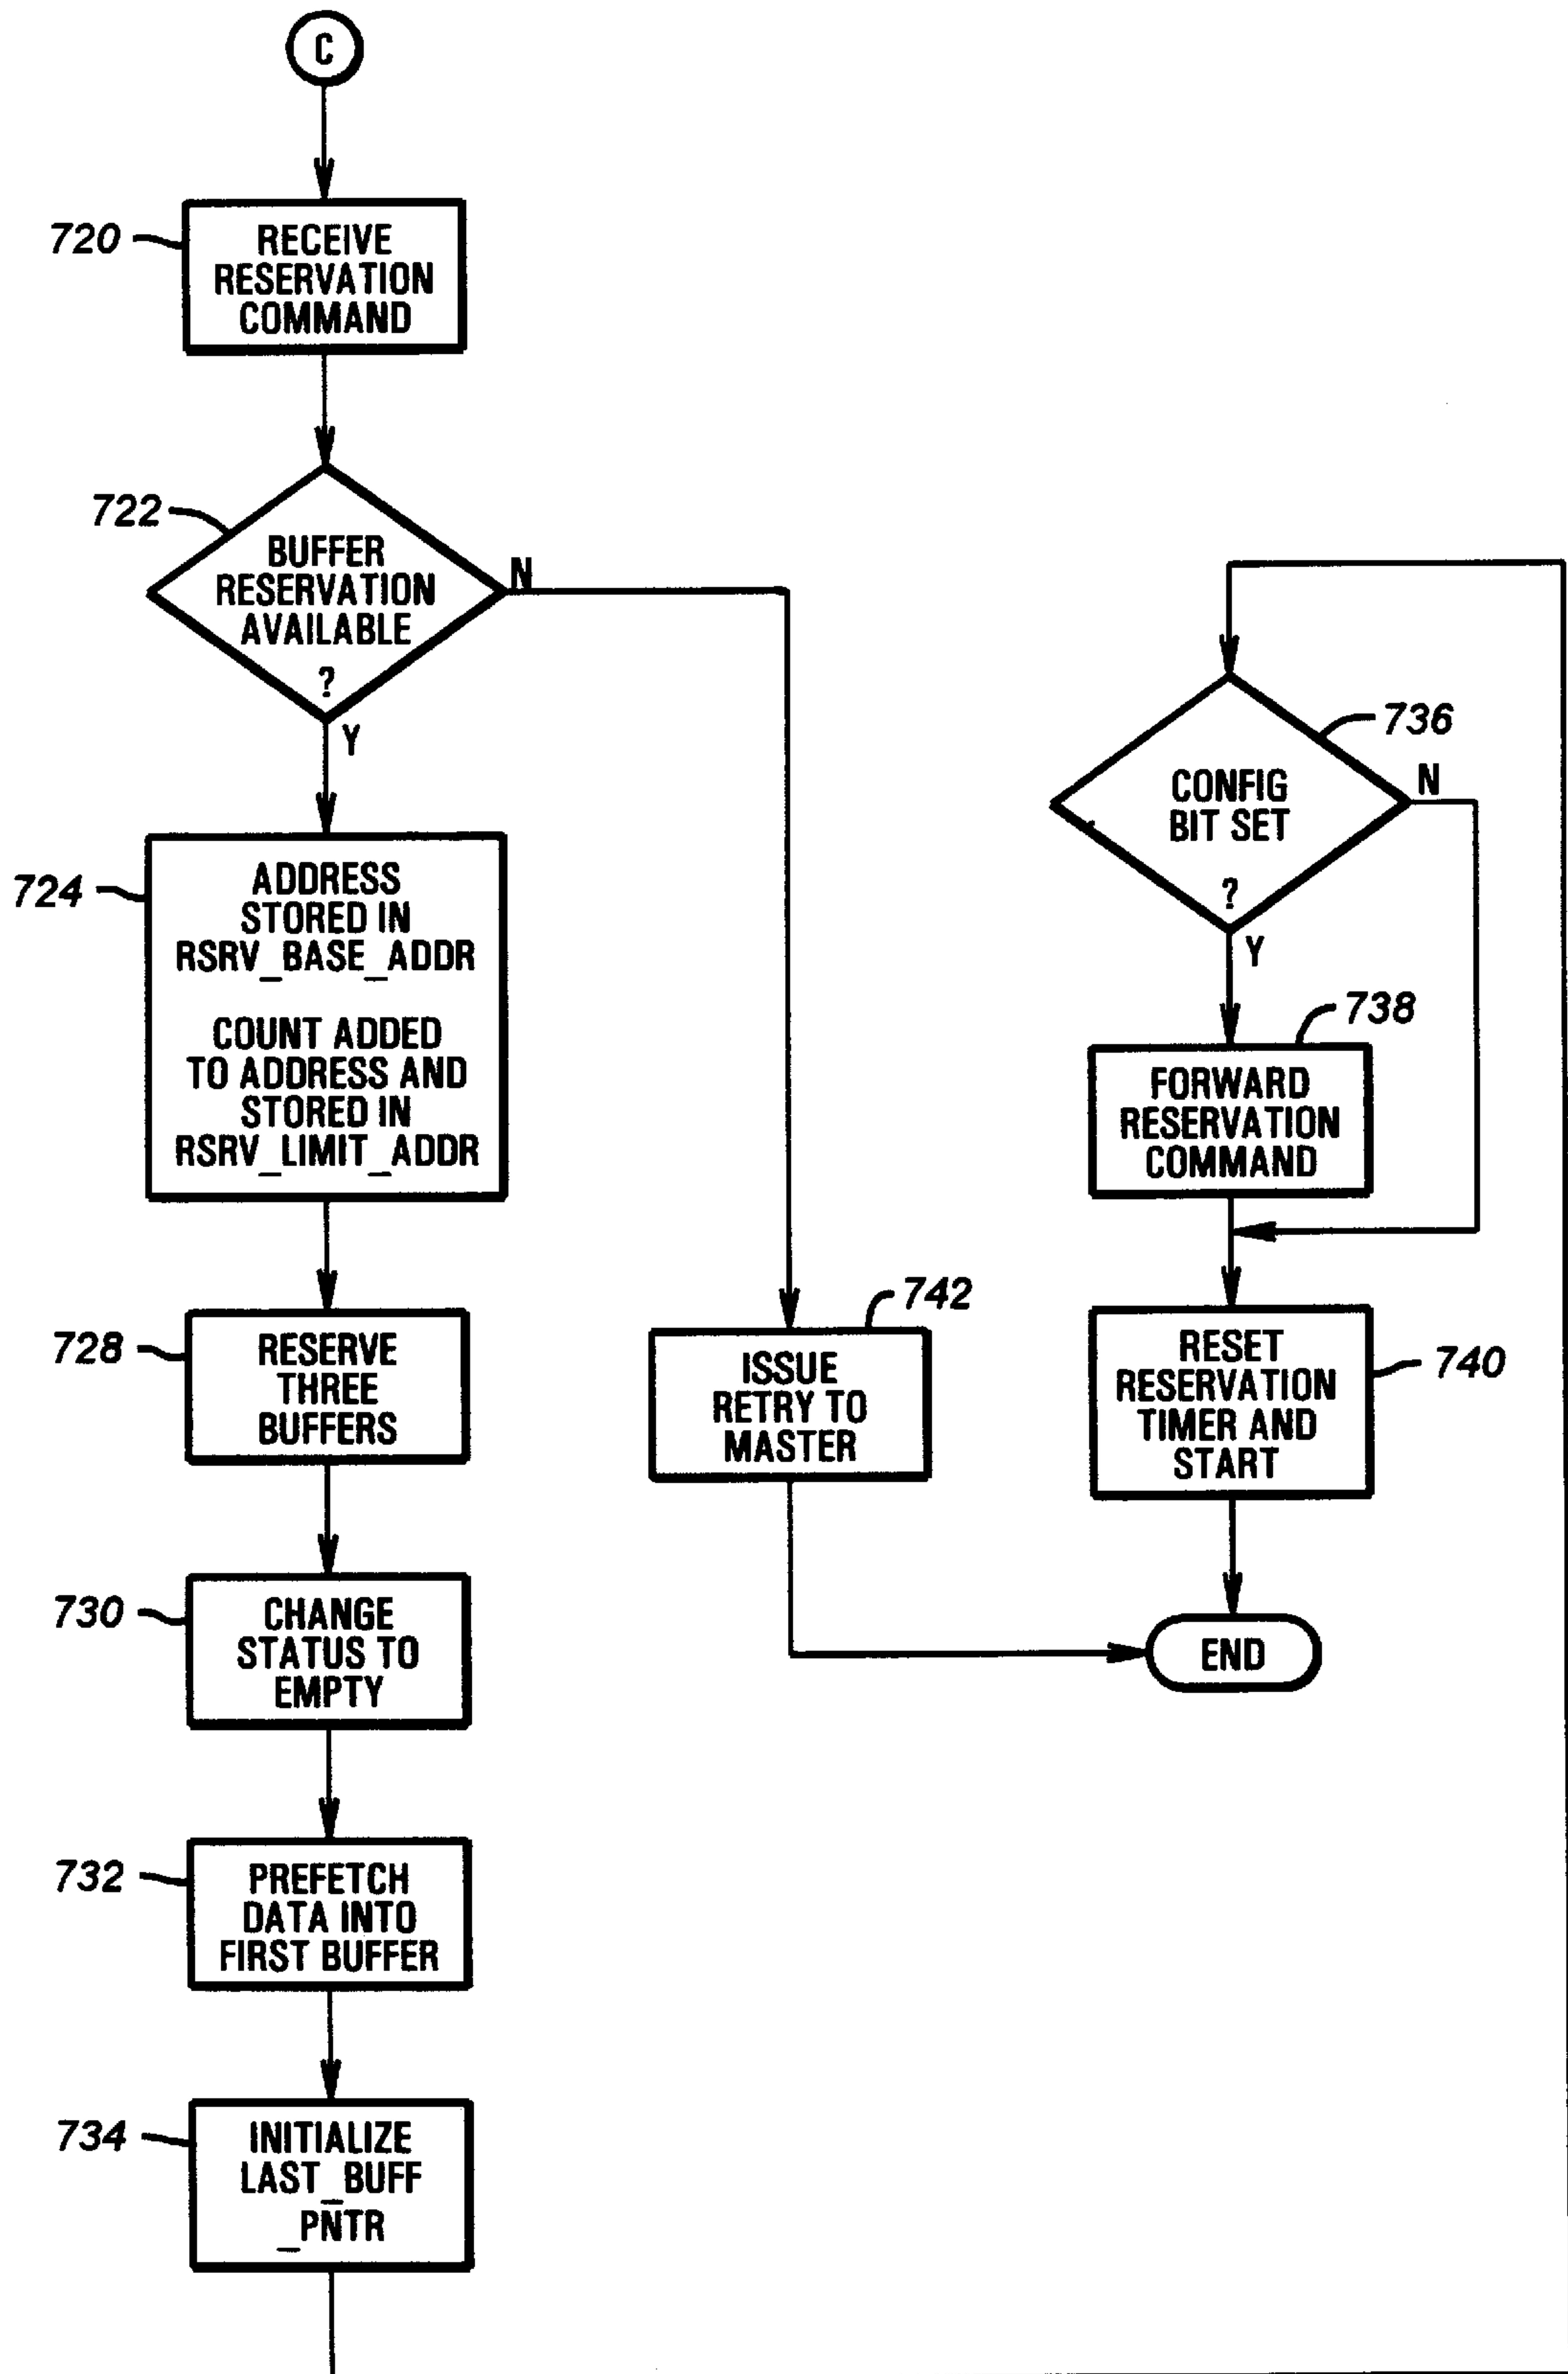 C
720
RECEIVE
RESERVATION
COMMAND
722
BUFFER
RESERVATION
AVAILABLE
?
N
Y
724
ADDRESS
STORED IN
RSRV_BASE_ADDR
COUNT ADDED
TO ADDRESS AND
STORED IN
RSRV_LIMIT_ADDR
728
RESERVE
THREE
BUFFERS
730
CHANGE
STATUS TO
EMPTY
732
PREFETCH
DATA INTO
FIRST BUFFER
734
INITIALIZE
LAST_BUFF
_PNTR
736
CONFIG
BIT SET
?
N
Y
738
FORWARD
RESERVATION
COMMAND
740
RESET
RESERVATION
TIMER AND
START
742
ISSUE
RETRY TO
MASTER
END